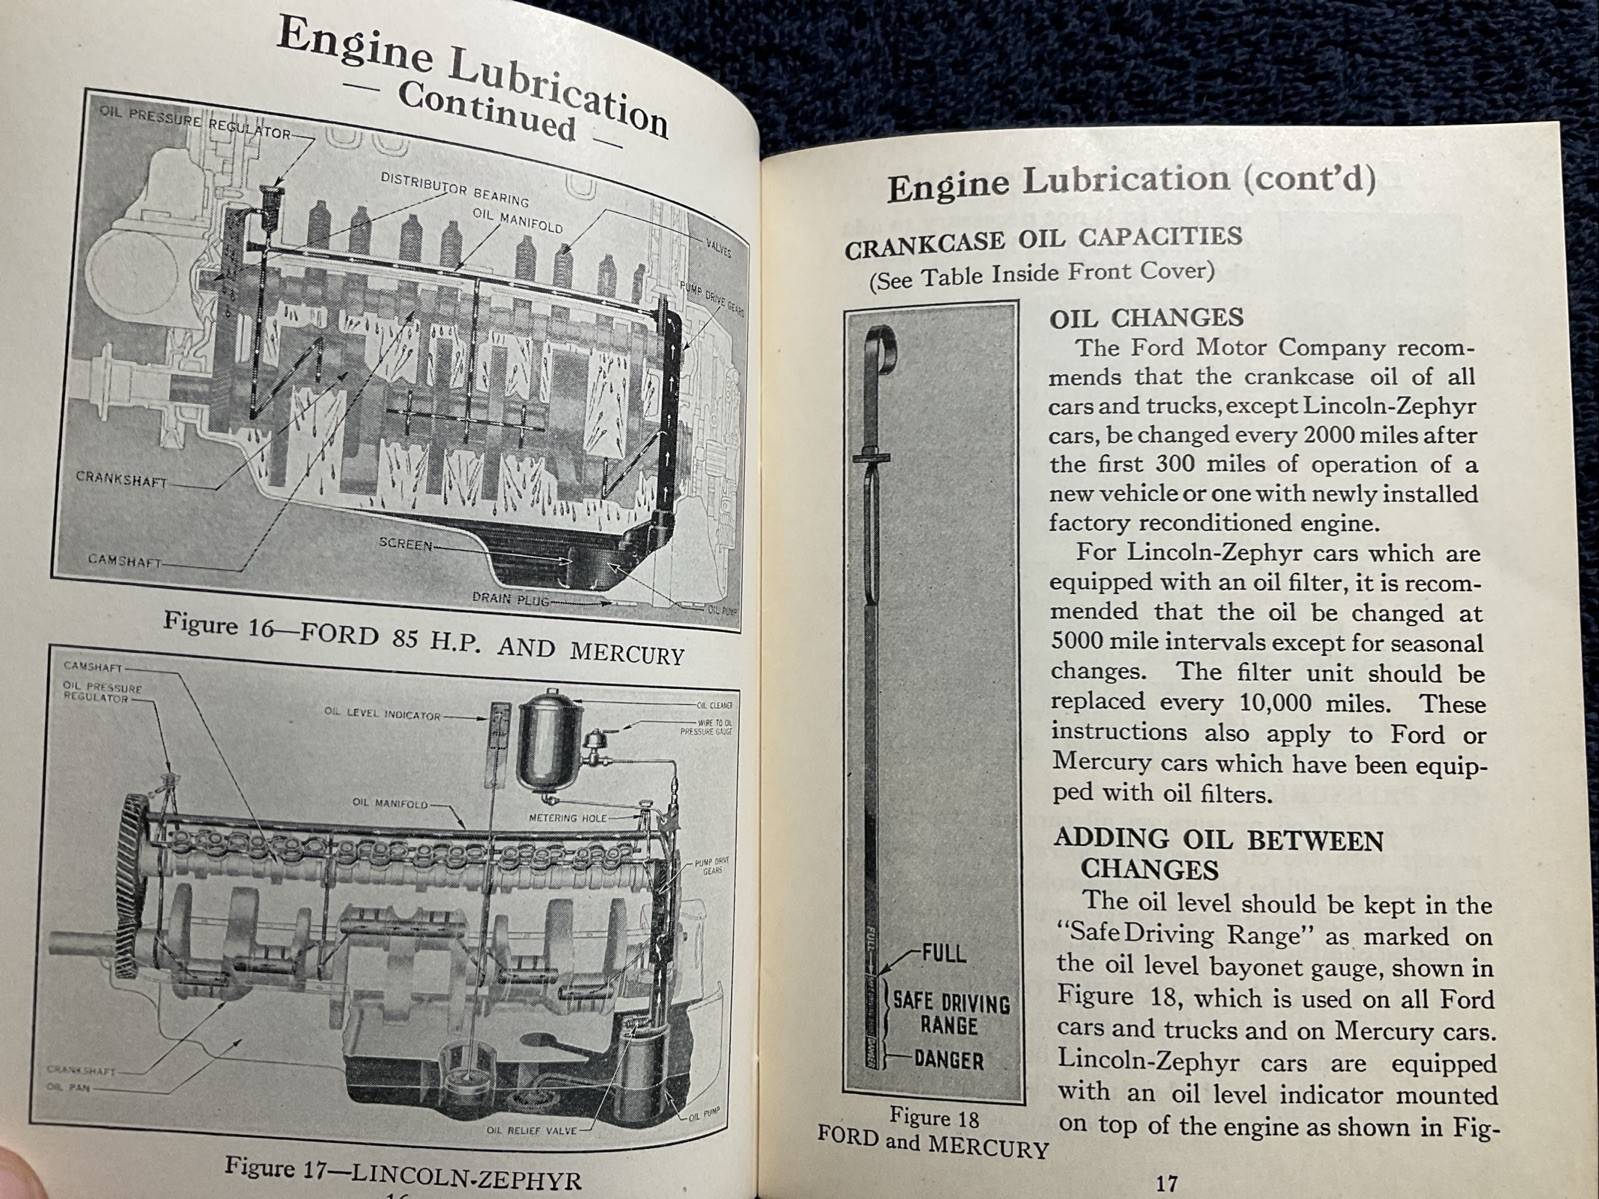 Engine Lubrication
— Continued —
OIL PRESSURE REGULATOR
DISTRIBUTOR BEARING
OIL MANIFOLD
VALVES
PUMP DRIVE GEARS
CRANKSHAFT
CAMSHAFT
SCREEN
DRAIN PLUG
OIL PUMP
Figure 16—FORD 85 H.P. AND MERCURY
CAMSHAFT
OIL PRESSURE
REGULATOR
OIL LEVEL INDICATOR
OIL CLEANER
WIRE TO OIL
PRESSURE GAUGE
OIL MANIFOLD
METERING HOLE
PUMP DRIVE
GEARS
CRANKSHAFT
OIL PAN
OIL RELIEF VALVE
OIL PUMP
Figure 17—LINCOLN-ZEPHYR
16
Engine Lubrication (cont'd)
CRANKCASE OIL CAPACITIES
(See Table Inside Front Cover)
OIL CHANGES
The Ford Motor Company recom-
mends that the crankcase oil of all
cars and trucks, except Lincoln-Zephyr
cars, be changed every 2000 miles after
the first 300 miles of operation of a
new vehicle or one with newly installed
factory reconditioned engine.
For Lincoln-Zephyr cars which are
equipped with an oil filter, it is recom-
mended that the oil be changed at
5000 mile intervals except for seasonal
changes. The filter unit should be
replaced every 10,000 miles. These
instructions also apply to Ford or
Mercury cars which have been equip-
ped with oil filters.
ADDING OIL BETWEEN
CHANGES
The oil level should be kept in the
"Safe Driving Range" as marked on
the oil level bayonet gauge, shown in
Figure 18, which is used on all Ford
cars and trucks and on Mercury cars.
Lincoln-Zephyr cars are equipped
with an oil level indicator mounted
on top of the engine as shown in Fig-
FULL
FULL
SAFE DRIVING
RANGE
DANGER
DANGER
Figure 18
FORD and MERCURY
17